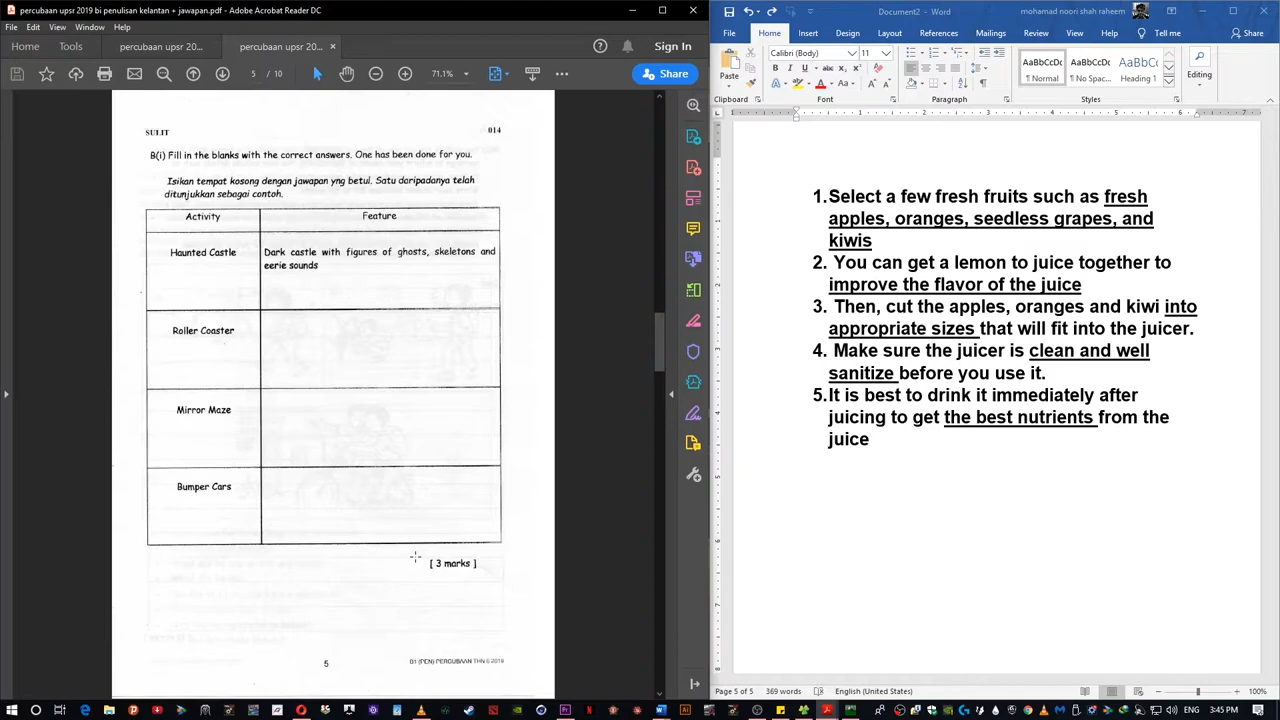 percubaan upsr 2019 bi penulisan kelantan + jawapan.pdf - Adobe Acrobat Reader DC
File Edit View Window Help
Home
percubaan upsr 20...
percubaan upsr 20...
Sign In
71.1%
Share
SULIT
014
B(i) Fill in the blanks with the correct answers. One has been done for you.
Isikan tempat kosong dengan jawapan yng betul. Satu daripadanya telah
ditunjukkan sebagai contoh.
Activity
Feature
Haunted Castle
Dark castle with figures of ghosts, skeletons and
eerie sounds
Roller Coaster
Mirror Maze
Bumper Cars
[ 3 marks ]
5
Document2 - Word
mohamad noori shah raheem
File Home Insert Design Layout References Mailings Review View Help
Tell me
Share
Paste
Calibri (Body)
11
AaBbCcDc AaBbCcDc AaBbCc
¶ Normal ¶ No Spac... Heading 1
Editing
Clipboard
Font
Paragraph
Styles
1.Select a few fresh fruits such as fresh
apples, oranges, seedless grapes, and
kiwis
2. You can get a lemon to juice together to
improve the flavor of the juice
3. Then, cut the apples, oranges and kiwi into
appropriate sizes that will fit into the juicer.
4. Make sure the juicer is clean and well
sanitize before you use it.
5.It is best to drink it immediately after
juicing to get the best nutrients from the
juice
Page 5 of 5
369 words
English (United States)
100%
3:45 PM